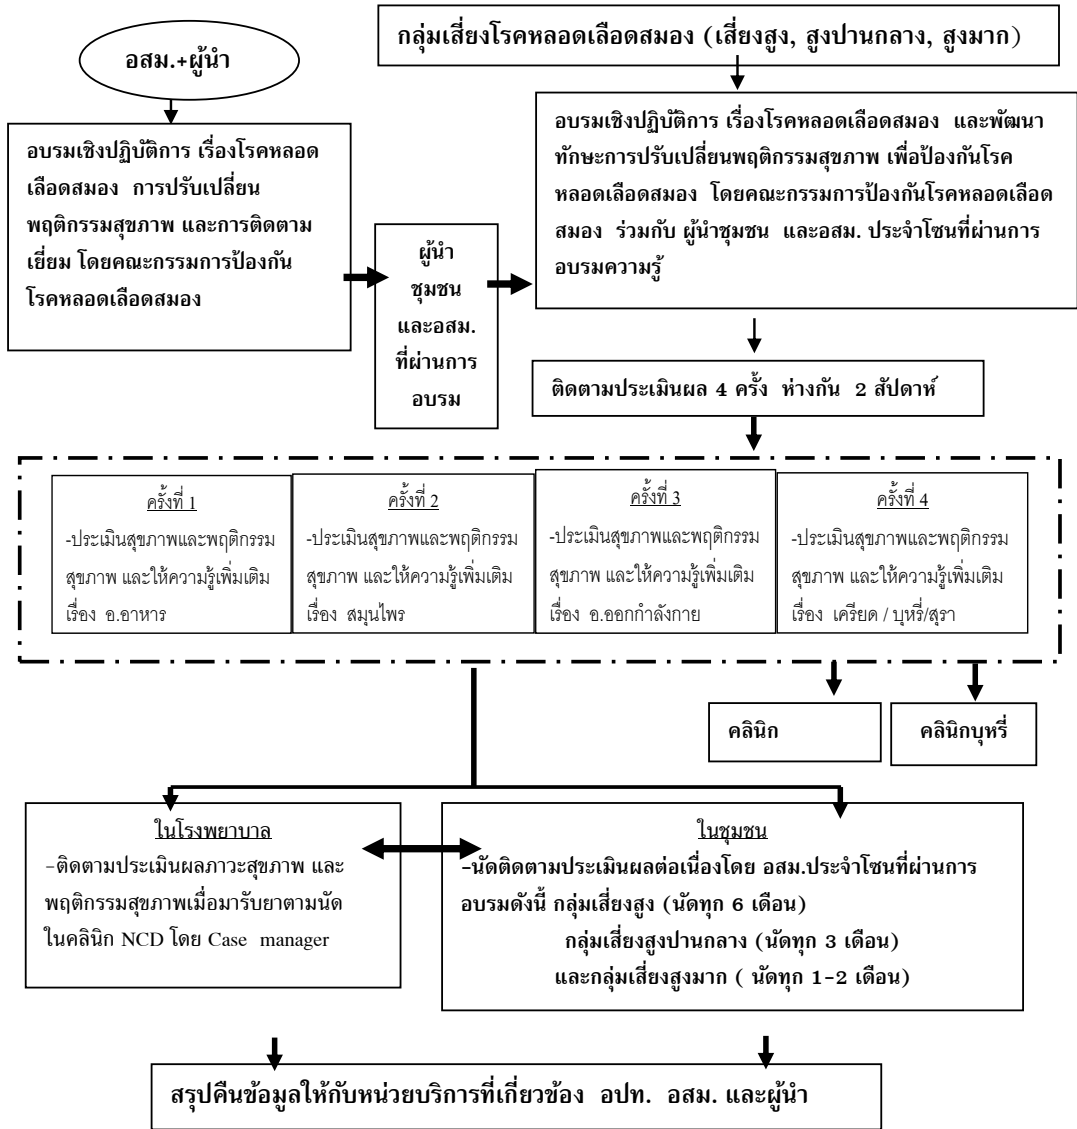 กลุ่มเสี่ยงโรคหลอดเลือดสมอง (เสี่ยงสูง, สูงปานกลาง, สูงมาก)
อสม.+ผู้นำ
อบรมเชิงปฏิบัติการ เรื่องโรคหลอด
เลือดสมอง การปรับเปลี่ยน
พฤติกรรมสุขภาพ และการติดตาม
เยี่ยม โดยคณะกรรมการป้องกัน
โรคหลอดเลือดสมอง
ผู้นำ
ชุมชน
และอสม.
ที่ผ่านการ
อบรม
อบรมเชิงปฏิบัติการ เรื่องโรคหลอดเลือดสมอง และพัฒนา
ทักษะการปรับเปลี่ยนพฤติกรรมสุขภาพ เพื่อป้องกันโรค
หลอดเลือดสมอง โดยคณะกรรมการป้องกันโรคหลอดเลือด
สมอง ร่วมกับ ผู้นำชุมชน และอสม. ประจำโซนที่ผ่านการ
อบรมความรู้
ติดตามประเมินผล 4 ครั้ง ห่างกัน 2 สัปดาห์
ครั้งที่ 1
-ประเมินสุขภาพและพฤติกรรม
สุขภาพ และให้ความรู้เพิ่มเติม
เรื่อง อ.อาหาร
ครั้งที่ 2
-ประเมินสุขภาพและพฤติกรรม
สุขภาพ และให้ความรู้เพิ่มเติม
เรื่อง สมุนไพร
ครั้งที่ 3
-ประเมินสุขภาพและพฤติกรรม
สุขภาพ และให้ความรู้เพิ่มเติม
เรื่อง อ.ออกกำลังกาย
ครั้งที่ 4
-ประเมินสุขภาพและพฤติกรรม
สุขภาพ และให้ความรู้เพิ่มเติม
เรื่อง เครียด / บุหรี่/สุรา
คลินิก
คลินิกบุหรี่
ในโรงพยาบาล
-ติดตามประเมินผลภาวะสุขภาพ และ
พฤติกรรมสุขภาพเมื่อมารับยาตามนัด
ในคลินิก NCD โดย Case manager
ในชุมชน
-นัดติดตามประเมินผลต่อเนื่องโดย อสม.ประจำโซนที่ผ่านการ
อบรมดังนี้ กลุ่มเสี่ยงสูง (นัดทุก 6 เดือน)
กลุ่มเสี่ยงสูงปานกลาง (นัดทุก 3 เดือน)
และกลุ่มเสี่ยงสูงมาก ( นัดทุก 1-2 เดือน)
สรุปคืนข้อมูลให้กับหน่วยบริการที่เกี่ยวข้อง อปท. อสม. และผู้นำ